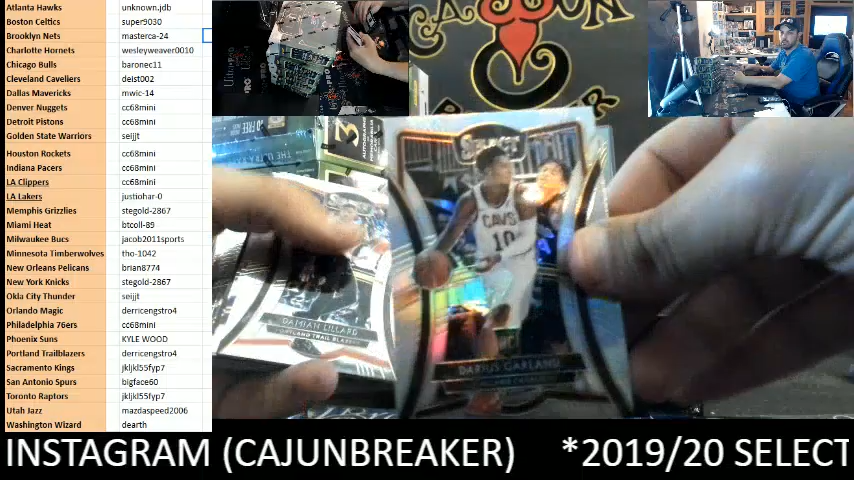 Atlanta Hawks unknown.jdb
Boston Celtics super9030
Brooklyn Nets masterca-24
Charlotte Hornets wesleyweaver0010
Chicago Bulls baronec11
Cleveland Cavaliers deist002
Dallas Mavericks mwic-14
Denver Nuggets cc68mini
Detroit Pistons cc68mini
Golden State Warriors seijjt
Houston Rockets cc68mini
Indiana Pacers cc68mini
LA Clippers cc68mini
LA Lakers justiohar-0
Memphis Grizzlies stegold-2867
Miami Heat btcoll-89
Milwaukee Bucs jacob2011sports
Minnesota Timberwolves tho-1042
New Orleans Pelicans brian8774
New York Knicks stegold-2867
Okla City Thunder seijjt
Orlando Magic derricengstro4
Philadelphia 76ers cc68mini
Phoenix Suns KYLE WOOD
Portland Trailblazers derricengstro4
Sacramento Kings jkljkl55fyp7
San Antonio Spurs bigface60
Toronto Raptors jkljkl55fyp7
Utah Jazz mazdaspeed2006
Washington Wizard dearth
SELECT
CAVS
10
DAMIAN LILLARD
PORTLAND TRAIL BLAZERS
DARIUS GARLAND
INSTAGRAM (CAJUNBREAKER) *2019/20 SELECT